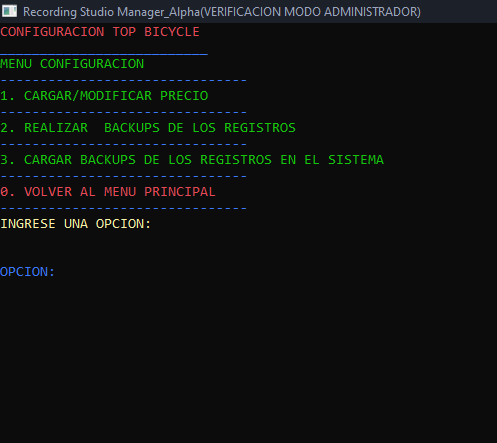 Recording Studio Manager_Alpha(VERIFICACION MODO ADMINISTRADOR)
CONFIGURACION TOP BICYCLE
__________________________
MENU CONFIGURACION
-------------------------------
1. CARGAR/MODIFICAR PRECIO
-------------------------------
2. REALIZAR  BACKUPS DE LOS REGISTROS
-------------------------------
3. CARGAR BACKUPS DE LOS REGISTROS EN EL SISTEMA
-------------------------------
0. VOLVER AL MENU PRINCIPAL
-------------------------------
INGRESE UNA OPCION:
OPCION: